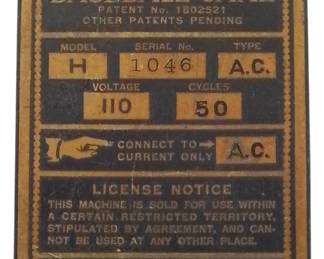 PATENT No. 1802521
OTHER PATENTS PENDING
MODEL SERIAL No. TYPE
H 1046 A.C.
VOLTAGE CYCLES
110 50
CONNECT TO→ A.C.
CURRENT ONLY
LICENSE NOTICE
THIS MACHINE IS SOLD FOR USE WITHIN
A CERTAIN RESTRICTED TERRITORY,
STIPULATED BY AGREEMENT, AND CAN-
NOT BE USED AT ANY OTHER PLACE.